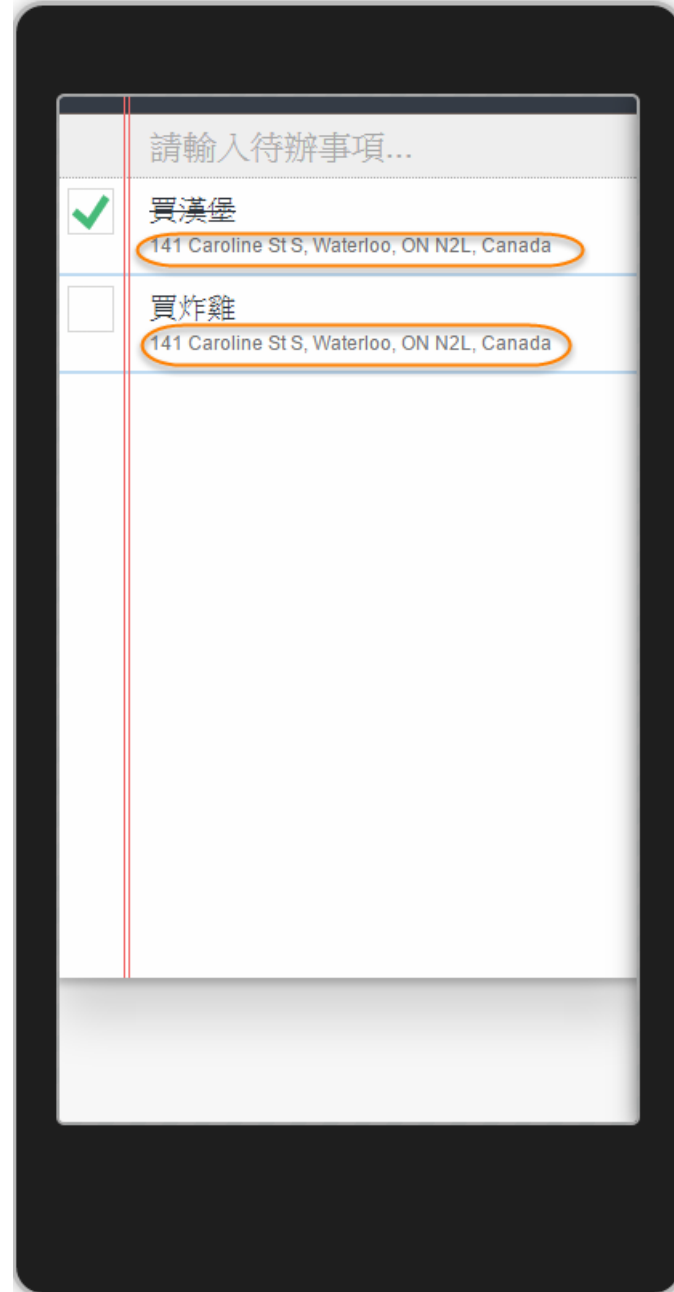 請輸入待辦事項...
買漢堡
141 Caroline St S, Waterloo, ON N2L, Canada
買炸雞
141 Caroline St S, Waterloo, ON N2L, Canada